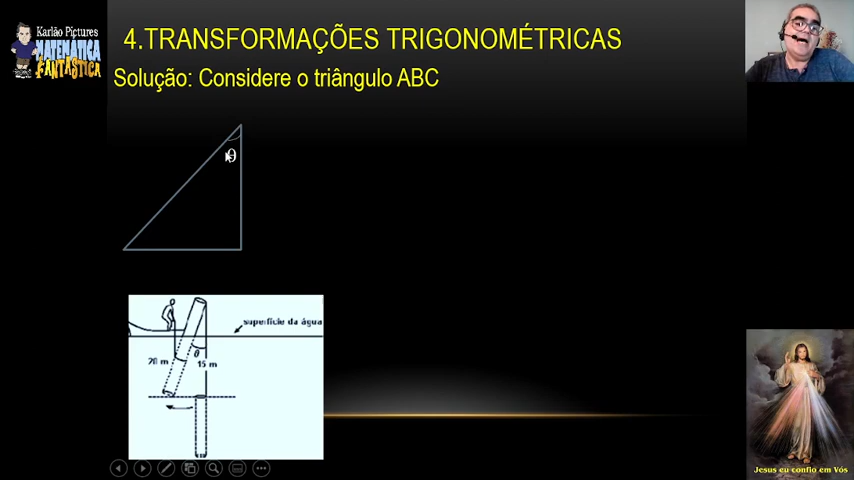 Karlão Pictures
MATEMÁTICA
FANTÁSTICA
4.TRANSFORMAÇÕES TRIGONOMÉTRICAS
Solução: Considere o triângulo ABC
θ
superfície da água
θ
20 m
15 m
Jesus eu confio em Vós